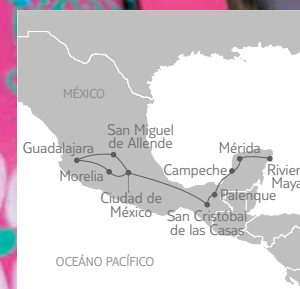 MÉXICO
San Miguel
de Allende
Guadalajara
Morelia
Ciudad de
México
Mérida
Campeche
Rivier
Maya
Palenque
San Cristóbal
de las Casas
OCEÁNO PACÍFICO